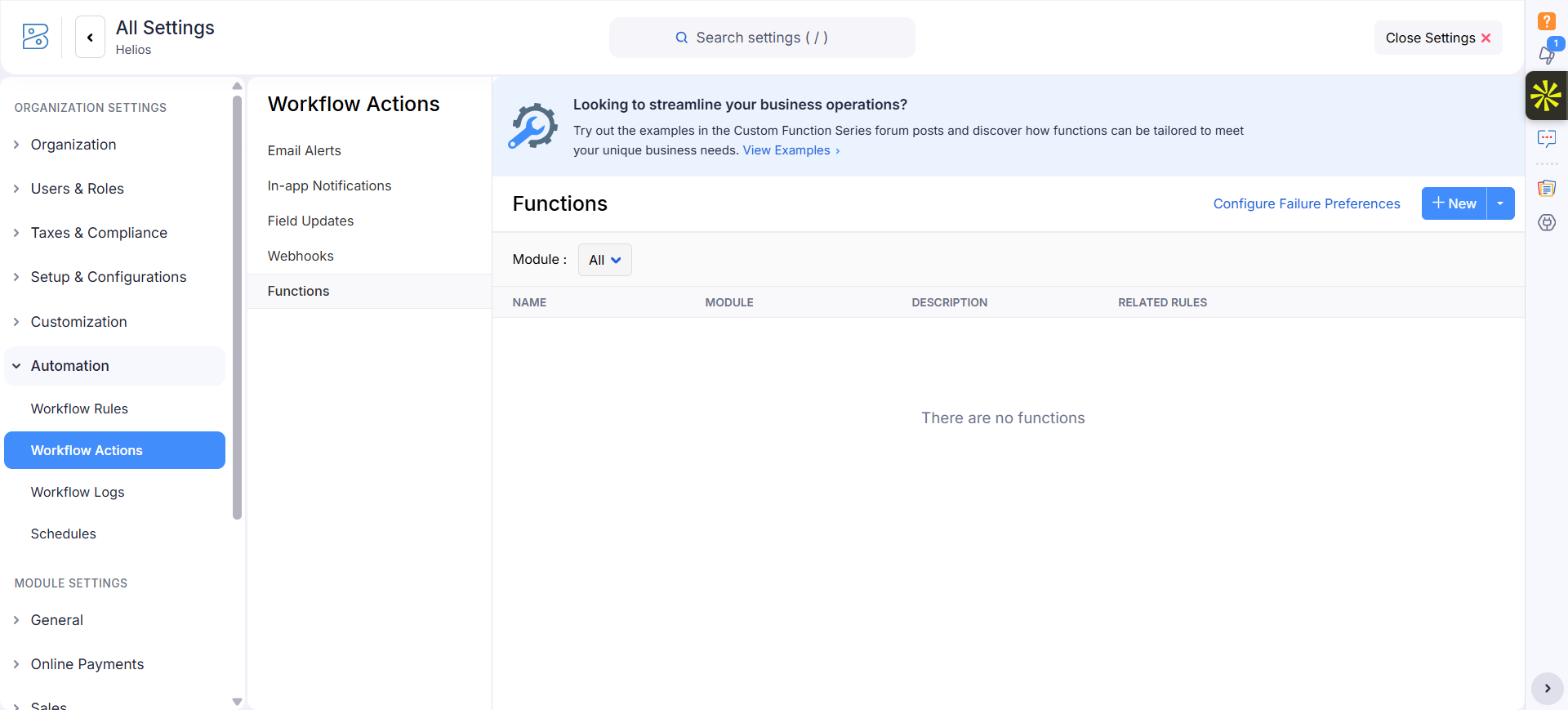 All Settings
Helios
Search settings ( / )
Close Settings
?
1
ORGANIZATION SETTINGS
Organization
Users & Roles
Taxes & Compliance
Setup & Configurations
Customization
Automation
Workflow Rules
Workflow Actions
Workflow Logs
Schedules
MODULE SETTINGS
General
Online Payments
Sales
Workflow Actions
Email Alerts
In-app Notifications
Field Updates
Webhooks
Functions
Looking to streamline your business operations?
Try out the examples in the Custom Function Series forum posts and discover how functions can be tailored to meet
your unique business needs. View Examples ›
Functions
Configure Failure Preferences
+ New
Module : All
NAME MODULE DESCRIPTION RELATED RULES
There are no functions